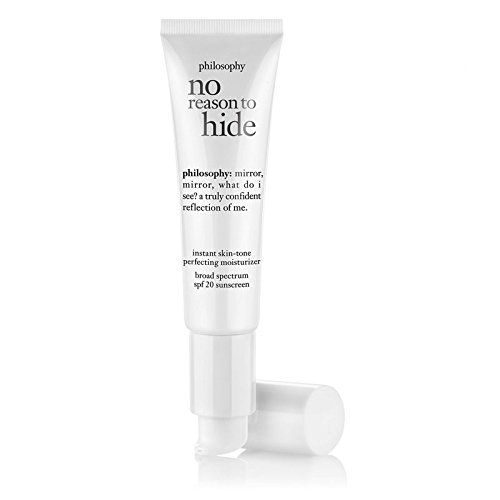 philosophy
no
reason to
hide
philosophy: mirror,
mirror, what do i
see? a truly confident
reflection of me.
instant skin-tone
perfecting moisturizer
broad spectrum
spf 20 sunscreen